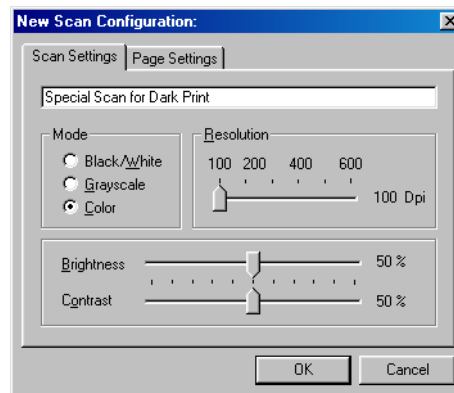 New Scan Configuration:
Scan Settings Page Settings
Special Scan for Dark Print
Mode
Black/White
Grayscale
Color
Resolution
100 200 400 600
100 Dpi
Brightness 50 %
Contrast 50 %
OK Cancel